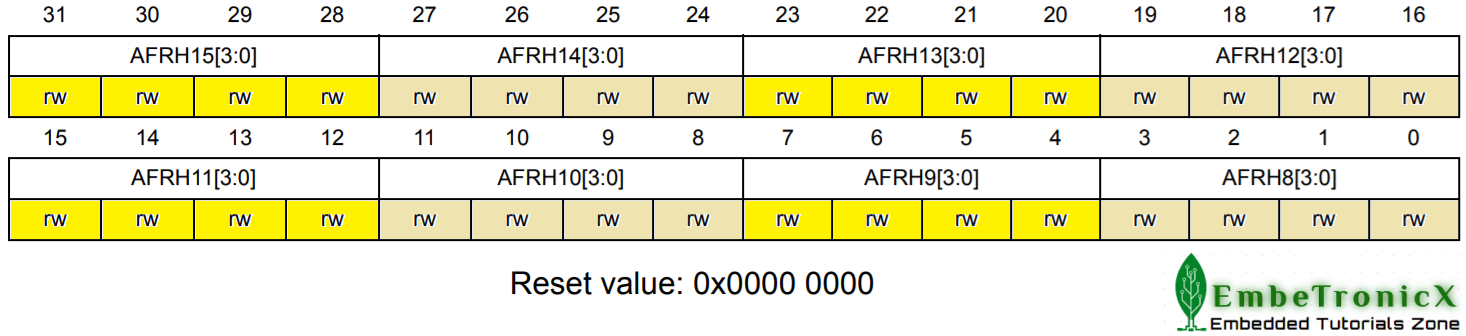 31 30 29 28 27 26 25 24 23 22 21 20 19 18 17 16
AFRH15[3:0] AFRH14[3:0] AFRH13[3:0] AFRH12[3:0]
rw rw rw rw rw rw rw rw rw rw rw rw rw rw rw rw
15 14 13 12 11 10 9 8 7 6 5 4 3 2 1 0
AFRH11[3:0] AFRH10[3:0] AFRH9[3:0] AFRH8[3:0]
rw rw rw rw rw rw rw rw rw rw rw rw rw rw rw rw
Reset value: 0x0000 0000
EmbeTronicX
Embedded Tutorials Zone